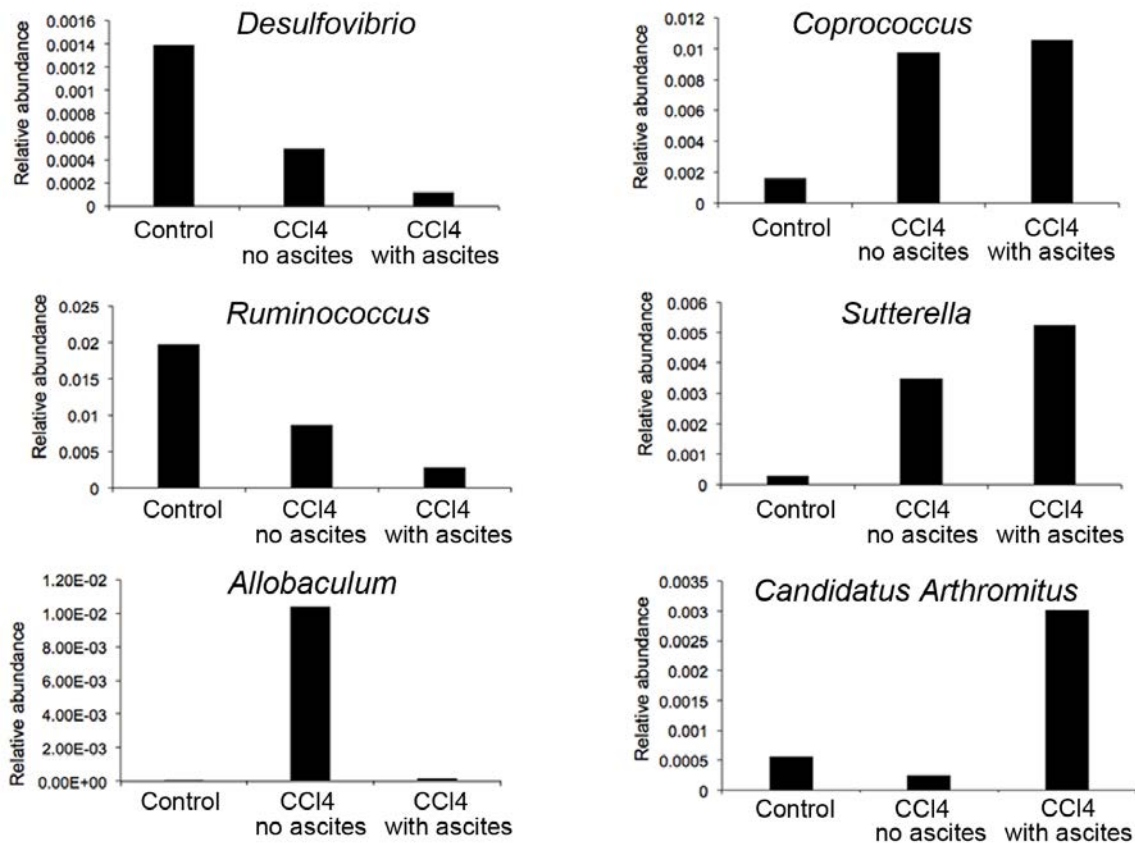 Desulfovibrio
Relative abundance
0.0016
0.0014
0.0012
0.001
0.0008
0.0006
0.0004
0.0002
0
Control
CCl4
no ascites
CCl4
with ascites
Coprococcus
Relative abundance
0.012
0.01
0.008
0.006
0.004
0.002
0
Control
CCl4
no ascites
CCl4
with ascites
Ruminococcus
Relative abundance
0.025
0.02
0.015
0.01
0.005
0
Control
CCl4
no ascites
CCl4
with ascites
Sutterella
Relative abundance
0.006
0.005
0.004
0.003
0.002
0.001
0
Control
CCl4
no ascites
CCl4
with ascites
Allobaculum
Relative abundance
1.20E-02
1.00E-02
8.00E-03
6.00E-03
4.00E-03
2.00E-03
0.00E+00
Control
CCl4
no ascites
CCl4
with ascites
Candidatus Arthromitus
Relative abundance
0.0035
0.003
0.0025
0.002
0.0015
0.001
0.0005
0
Control
CCl4
no ascites
CCl4
with ascites